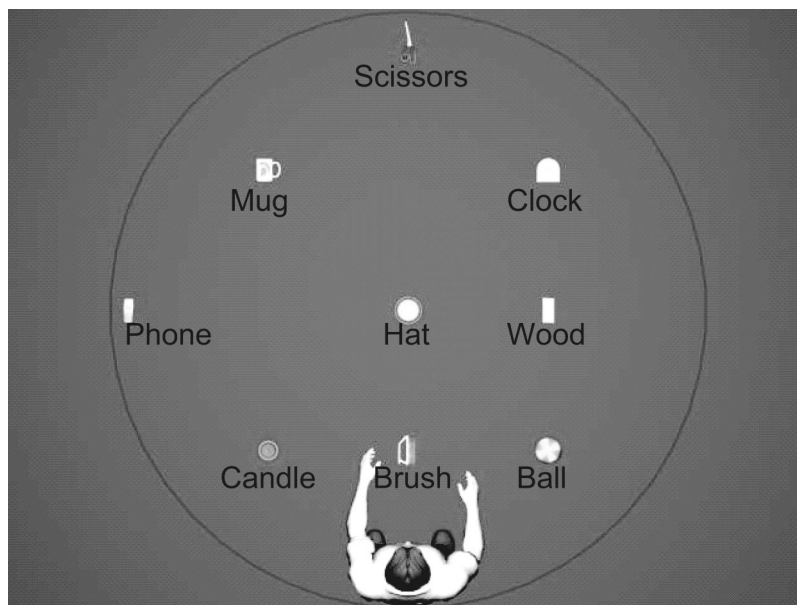 Scissors
Mug
Clock
Phone
Hat
Wood
Candle
Brush
Ball